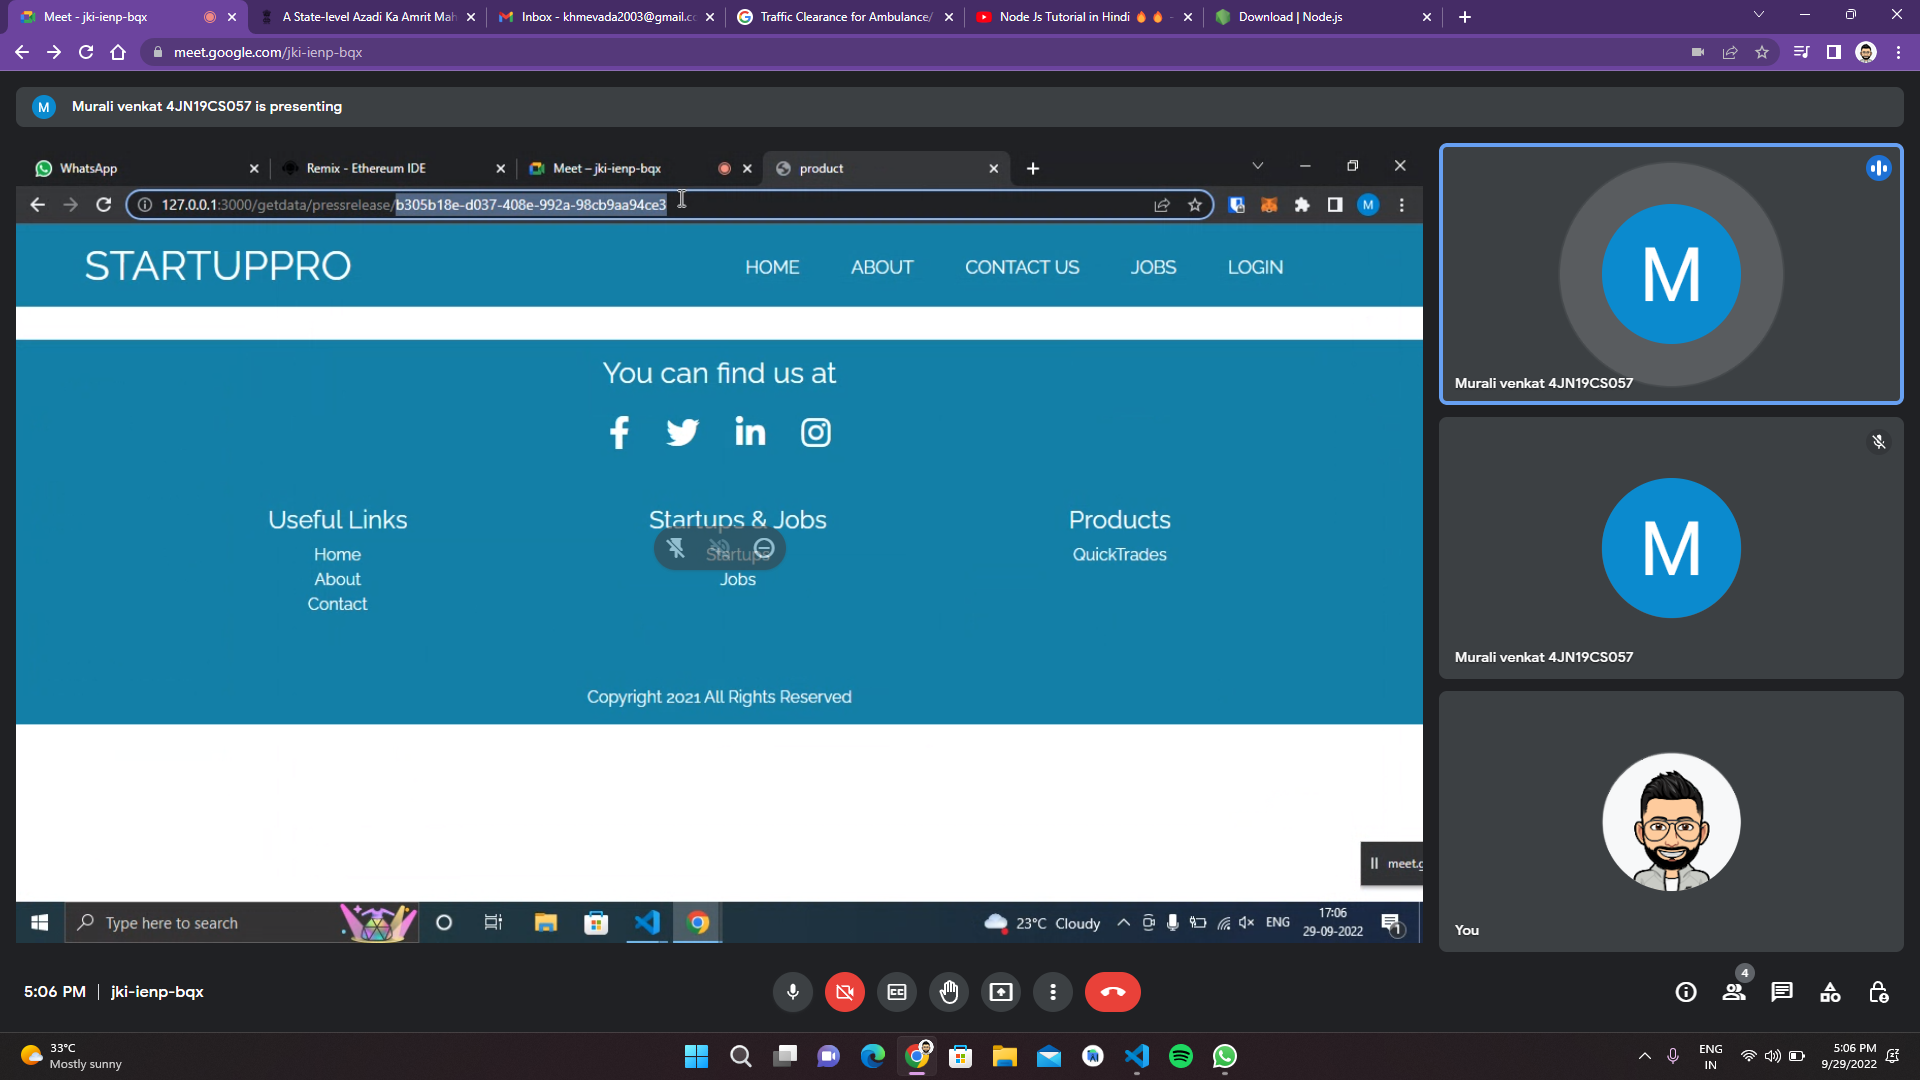 Meet - jki-ienp-bqx
A State-level Azadi Ka Amrit Mah
Inbox - khmevada2003@gmail.cc
Traffic Clearance for Ambulance/
Node Js Tutorial in Hindi 🔥🔥 -
Download | Node.js
meet.google.com/jki-ienp-bqx
M
Murali venkat 4JN19CS057 is presenting
WhatsApp
Remix - Ethereum IDE
Meet – jki-ienp-bqx
product
127.0.0.1:3000/getdata/pressrelease/b305b18e-d037-408e-992a-98cb9aa94ce3
M
STARTUPPRO
HOME
ABOUT
CONTACT US
JOBS
LOGIN
You can find us at
Useful Links
Home
About
Contact
Startups & Jobs
Startups
Jobs
Products
QuickTrades
Copyright 2021 All Rights Reserved
meet.g
Type here to search
23°C Cloudy
ENG
17:06
29-09-2022
1
M
Murali venkat 4JN19CS057
M
Murali venkat 4JN19CS057
You
5:06 PM | jki-ienp-bqx
4
33°C
Mostly sunny
ENG
IN
5:06 PM
9/29/2022